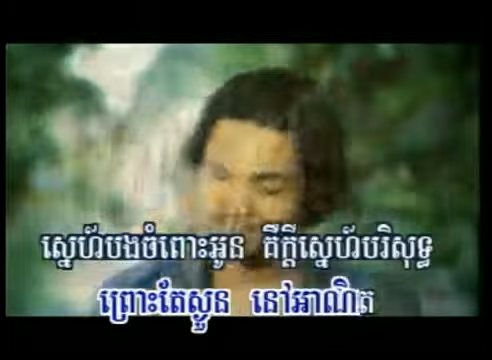 ស្នេហ៍បងចំពោះអូន គឺក្ដីស្នេហ៍បរិសុទ្ធ
ព្រោះតែស្ងួន នៅអាណិត